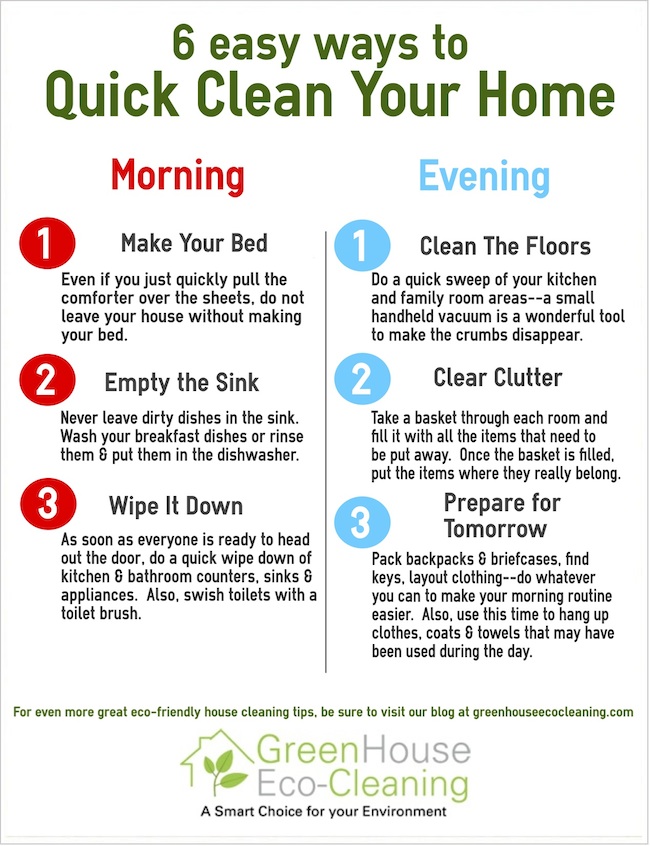 6 easy ways to
Quick Clean Your Home
Morning
1
Make Your Bed
Even if you just quickly pull the
comforter over the sheets, do not
leave your house without making
your bed.
2
Empty the Sink
Never leave dirty dishes in the sink.
Wash your breakfast dishes or rinse
them & put them in the dishwasher.
3
Wipe It Down
As soon as everyone is ready to head
out the door, do a quick wipe down of
kitchen & bathroom counters, sinks &
appliances. Also, swish toilets with a
toilet brush.
Evening
1
Clean The Floors
Do a quick sweep of your kitchen
and family room areas--a small
handheld vacuum is a wonderful tool
to make the crumbs disappear.
2
Clear Clutter
Take a basket through each room and
fill it with all the items that need to
be put away. Once the basket is filled,
put the items where they really belong.
3
Prepare for
Tomorrow
Pack backpacks & briefcases, find
keys, layout clothing--do whatever
you can to make your morning routine
easier. Also, use this time to hang up
clothes, coats & towels that may have
been used during the day.
For even more great eco-friendly house cleaning tips, be sure to visit our blog at greenhouseecocleaning.com
GreenHouse
Eco-Cleaning
A Smart Choice for your Environment